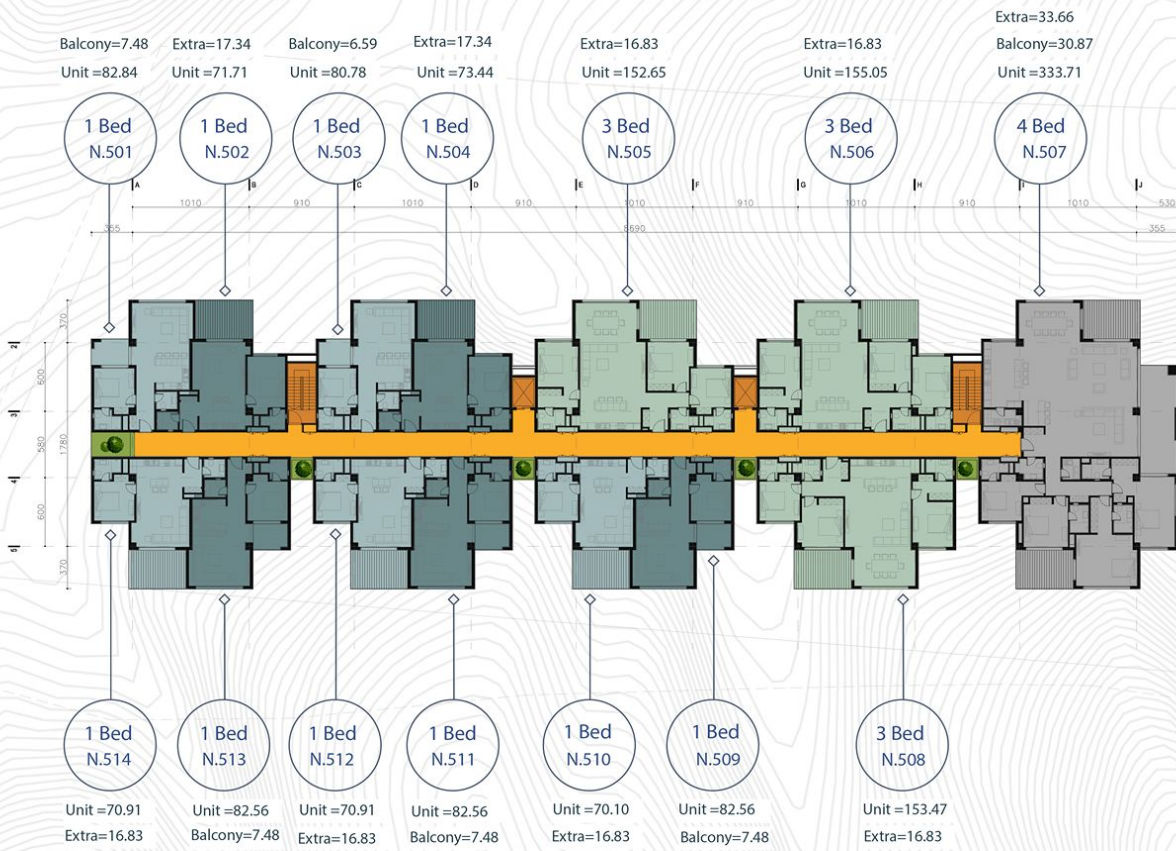 Extra=33.66
Balcony=7.48 Extra=17.34 Balcony=6.59 Extra=17.34 Extra=16.83 Extra=16.83 Balcony=30.87
Unit =82.84 Unit =71.71 Unit =80.78 Unit =73.44 Unit =152.65 Unit =155.05 Unit =333.71
1 Bed 1 Bed 1 Bed 1 Bed 3 Bed 3 Bed 4 Bed
N.501 N.502 N.503 N.504 N.505 N.506 N.507
A B C D E F G H I J
1010 910 1010 910 1010 910 1010 910 1010 530
355 8690 355
370
2
600
3
580 1780
4
600
5
370
1 Bed 1 Bed 1 Bed 1 Bed 1 Bed 1 Bed 3 Bed
N.514 N.513 N.512 N.511 N.510 N.509 N.508
Unit =70.91 Unit =82.56 Unit =70.91 Unit =82.56 Unit =70.10 Unit =82.56 Unit =153.47
Extra=16.83 Balcony=7.48 Extra=16.83 Balcony=7.48 Extra=16.83 Balcony=7.48 Extra=16.83